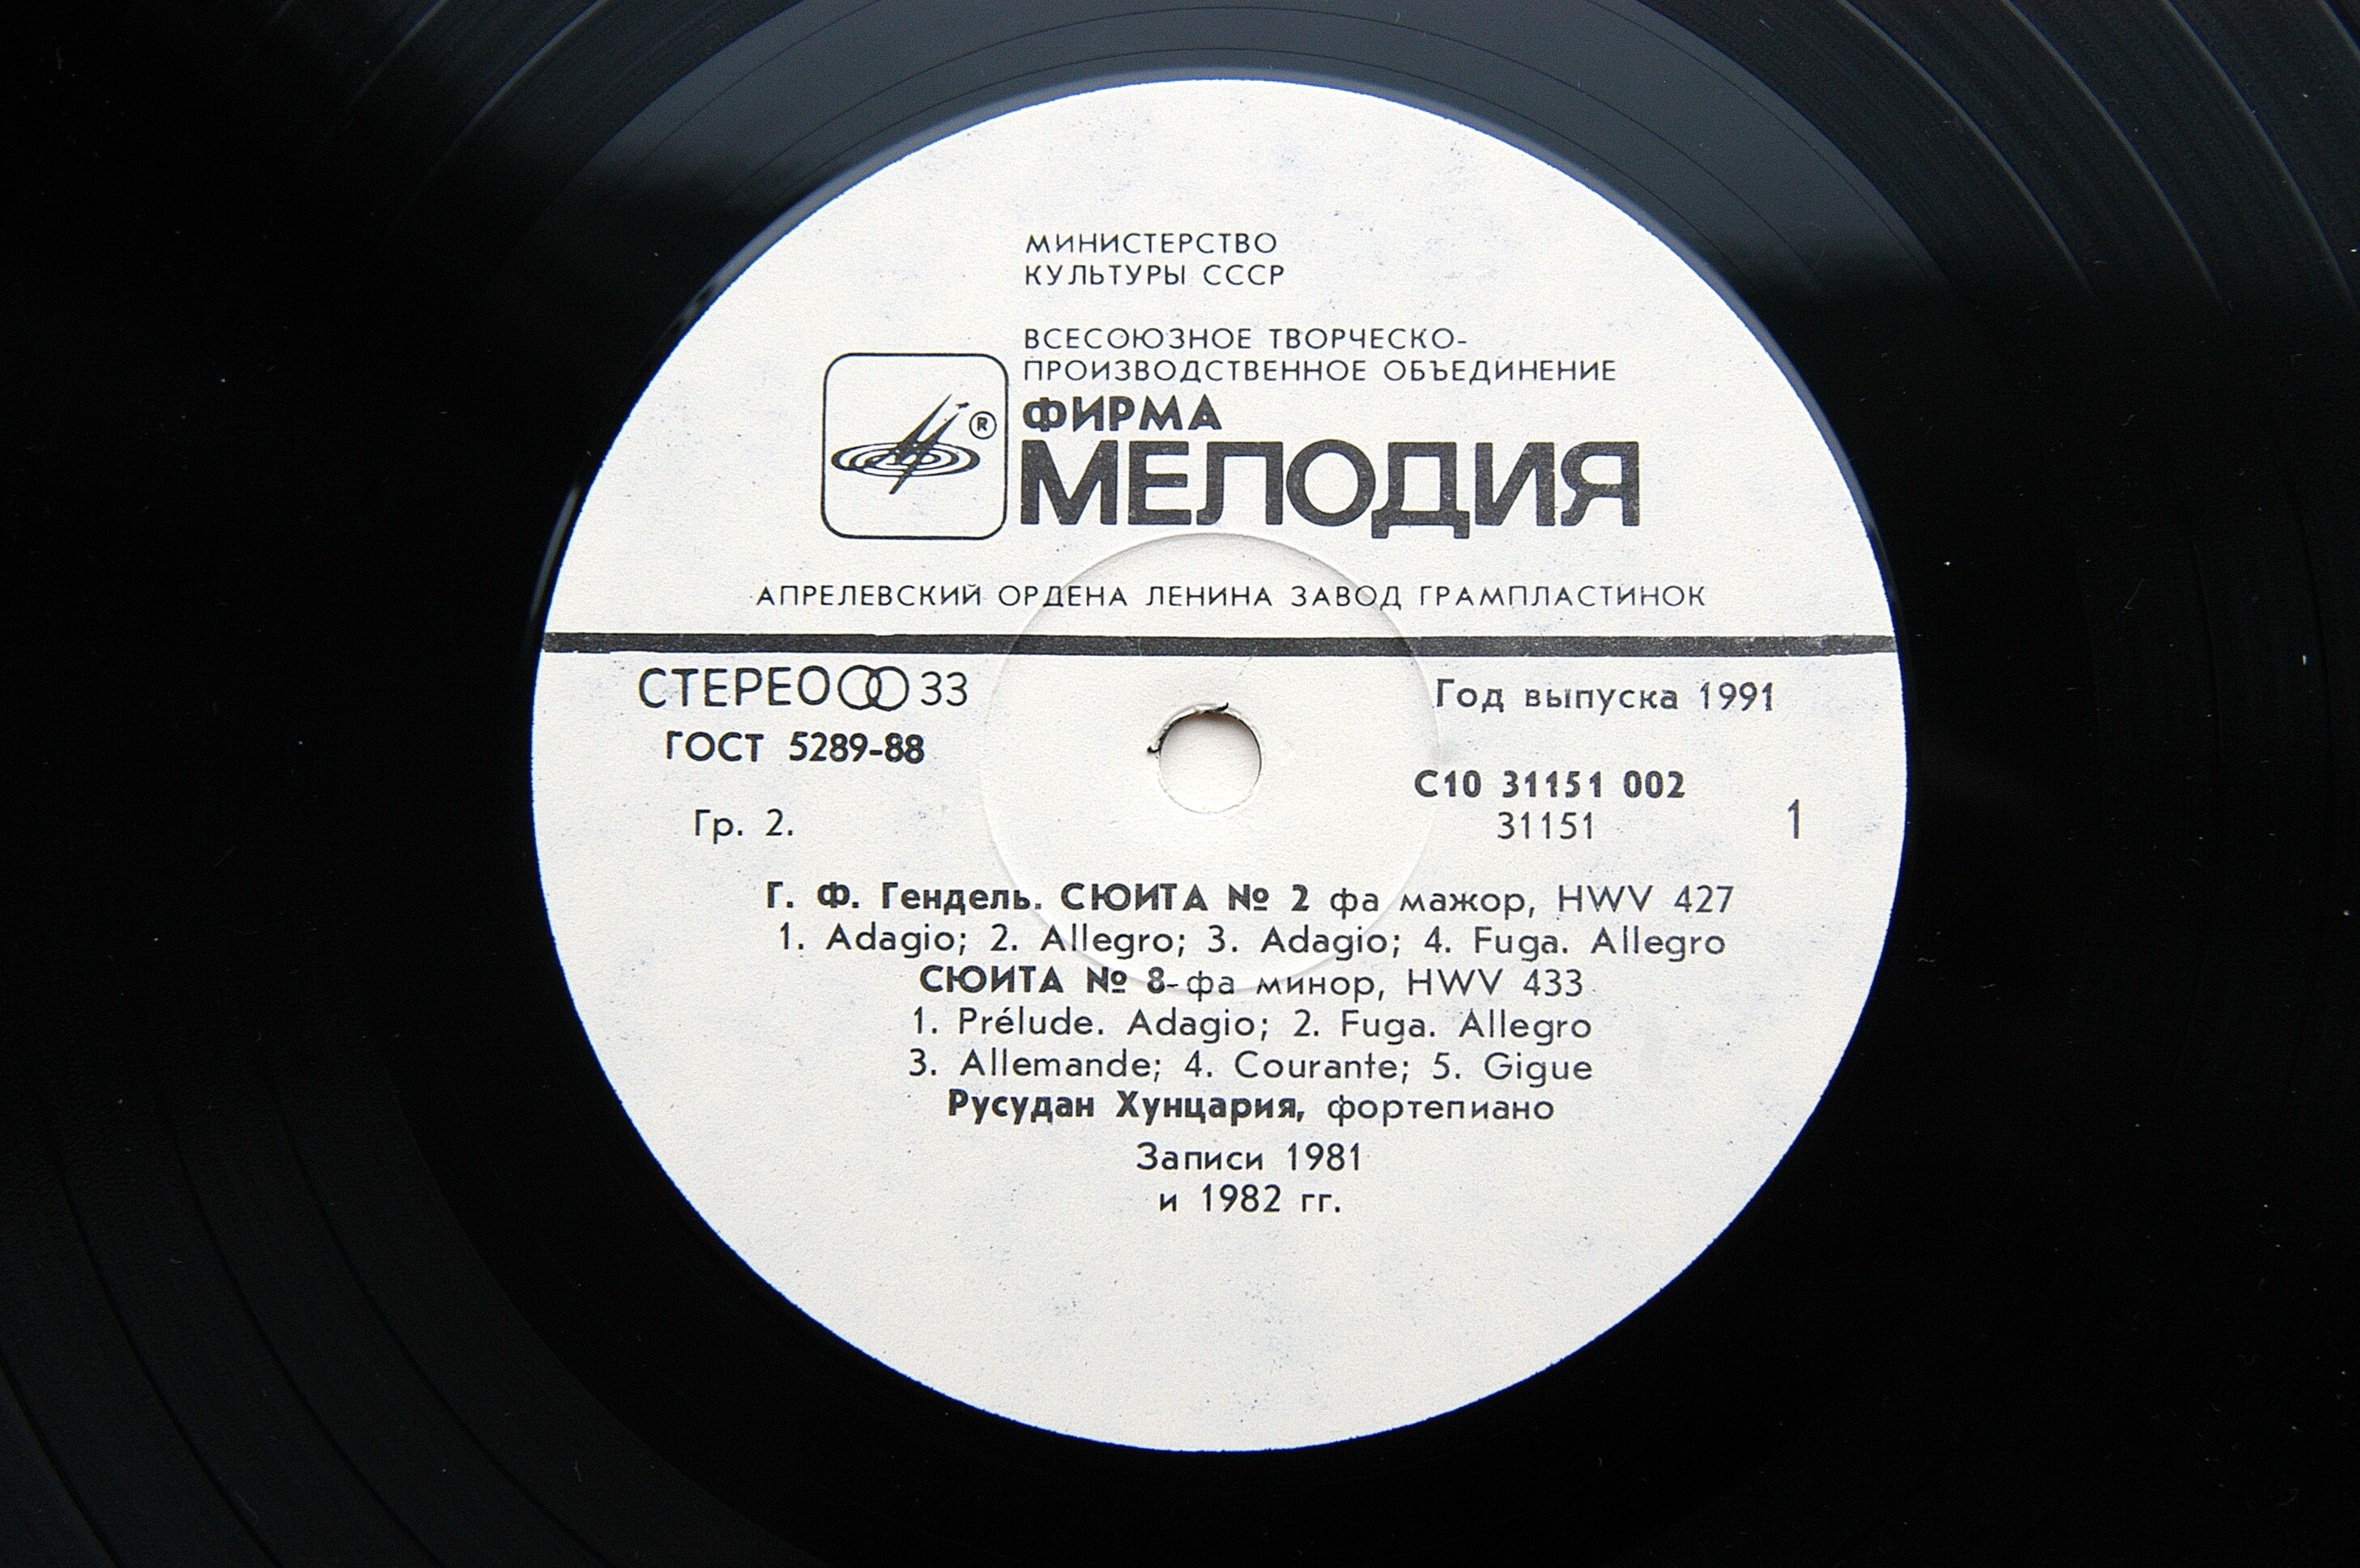 МИНИСТЕРСТВО
КУЛЬТУРЫ СССР
ВСЕСОЮЗНОЕ ТВОРЧЕСКО-
ПРОИЗВОДСТВЕННОЕ ОБЪЕДИНЕНИЕ
®
ФИРМА
МЕЛОДИЯ
АПРЕЛЕВСКИЙ ОРДЕНА ЛЕНИНА ЗАВОД ГРАМПЛАСТИНОК
СТЕРЕО 33
Год выпуска 1991
ГОСТ 5289-88
С10 31151 002
Гр. 2.
31151
1
Г. Ф. Гендель. СЮИТА № 2 фа мажор, HWV 427
1. Adagio; 2. Allegro; 3. Adagio; 4. Fuga. Allegro
СЮИТА № 8-фа минор, HWV 433
1. Prélude. Adagio; 2. Fuga. Allegro
3. Allemande; 4. Courante; 5. Gigue
Русудан Хунцария, фортепиано
Записи 1981
и 1982 гг.